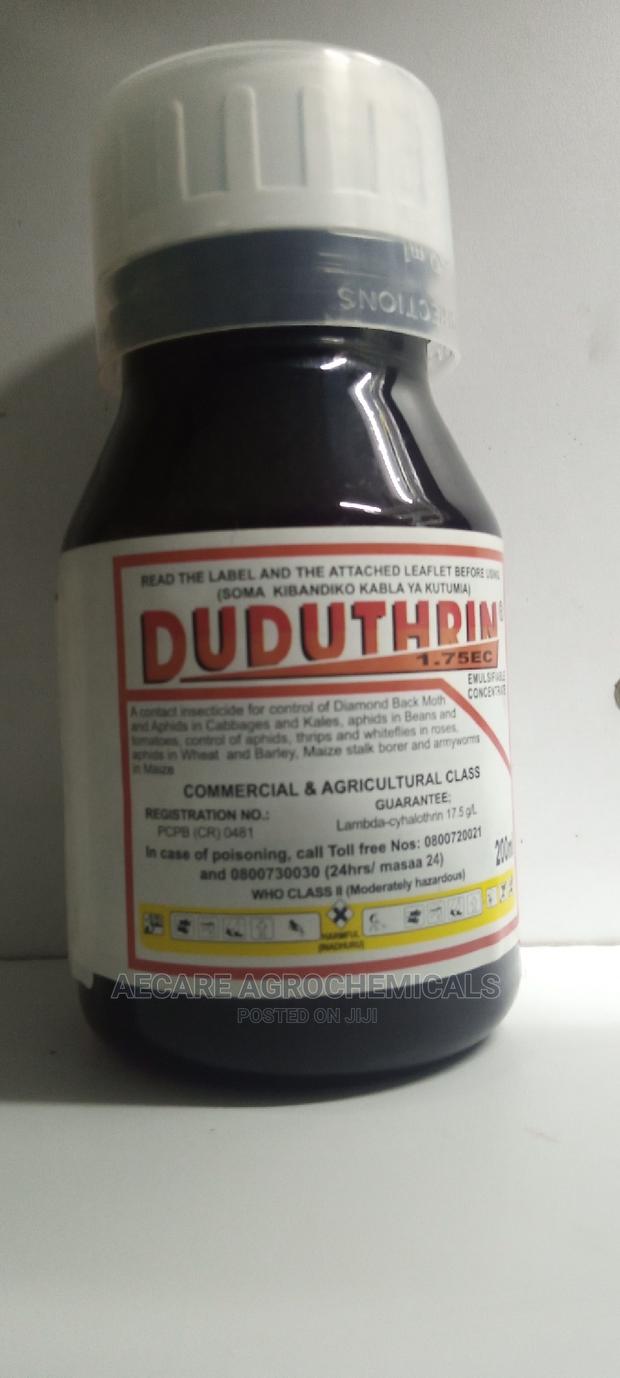 READ THE LABEL AND THE ATTACHED LEAFLET BEFORE USING
(SOMA KIBANDIKO KABLA YA KUTUMIA)
DUDUTHRIN®
1.75EC
EMULSIFIABLE
CONCENTRATE
A contact insecticide for control of Diamond Back Moth
and Aphids in Cabbages and Kales, aphids in Beans and
tomatoes, control of aphids, thrips and whiteflies in roses,
aphids in Wheat and Barley, Maize stalk borer and armyworms
in Maize
COMMERCIAL & AGRICULTURAL CLASS
REGISTRATION NO.:
PCPB (CR) 0481
GUARANTEE;
Lambda-cyhalothrin 17.5 g/L
In case of poisoning, call Toll free Nos: 0800720021
and 0800730030 (24hrs/ masaa 24)
200m
WHO CLASS II (Moderately hazardous)
HARMFUL
(INADHURU)
AECARE AGROCHEMICALS
POSTED ON JIJI